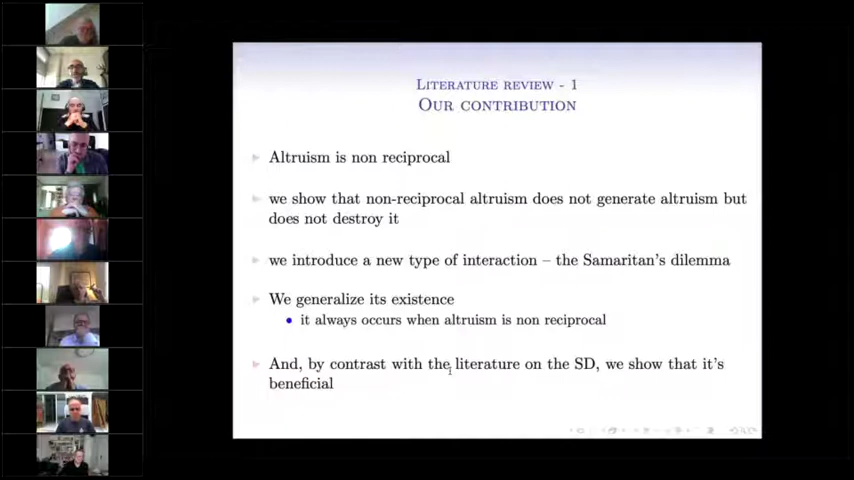 LITERATURE REVIEW - 1
OUR CONTRIBUTION
Altruism is non reciprocal
we show that non-reciprocal altruism does not generate altruism but
does not destroy it
we introduce a new type of interaction – the Samaritan's dilemma
We generalize its existence
it always occurs when altruism is non reciprocal
And, by contrast with the literature on the SD, we show that it's
beneficial